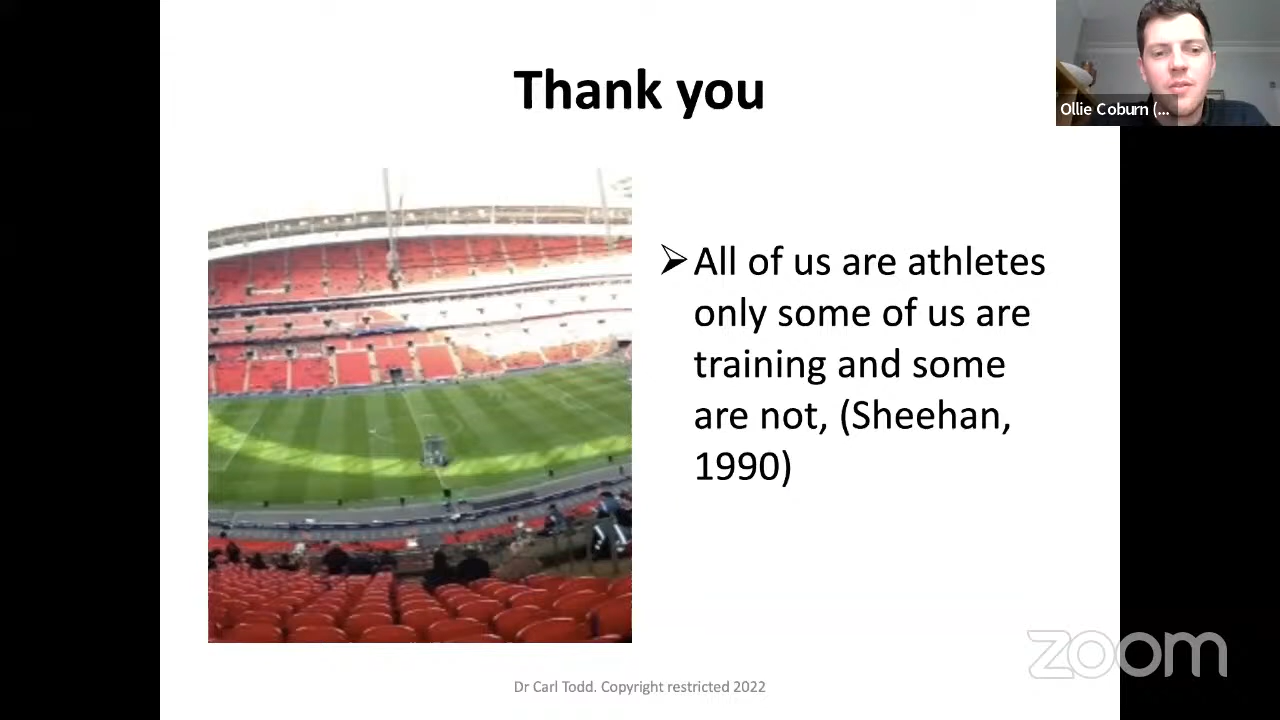 Thank you
Ollie Coburn (...
➢All of us are athletes
only some of us are
training and some
are not, (Sheehan,
1990)
zoom
Dr Carl Todd. Copyright restricted 2022